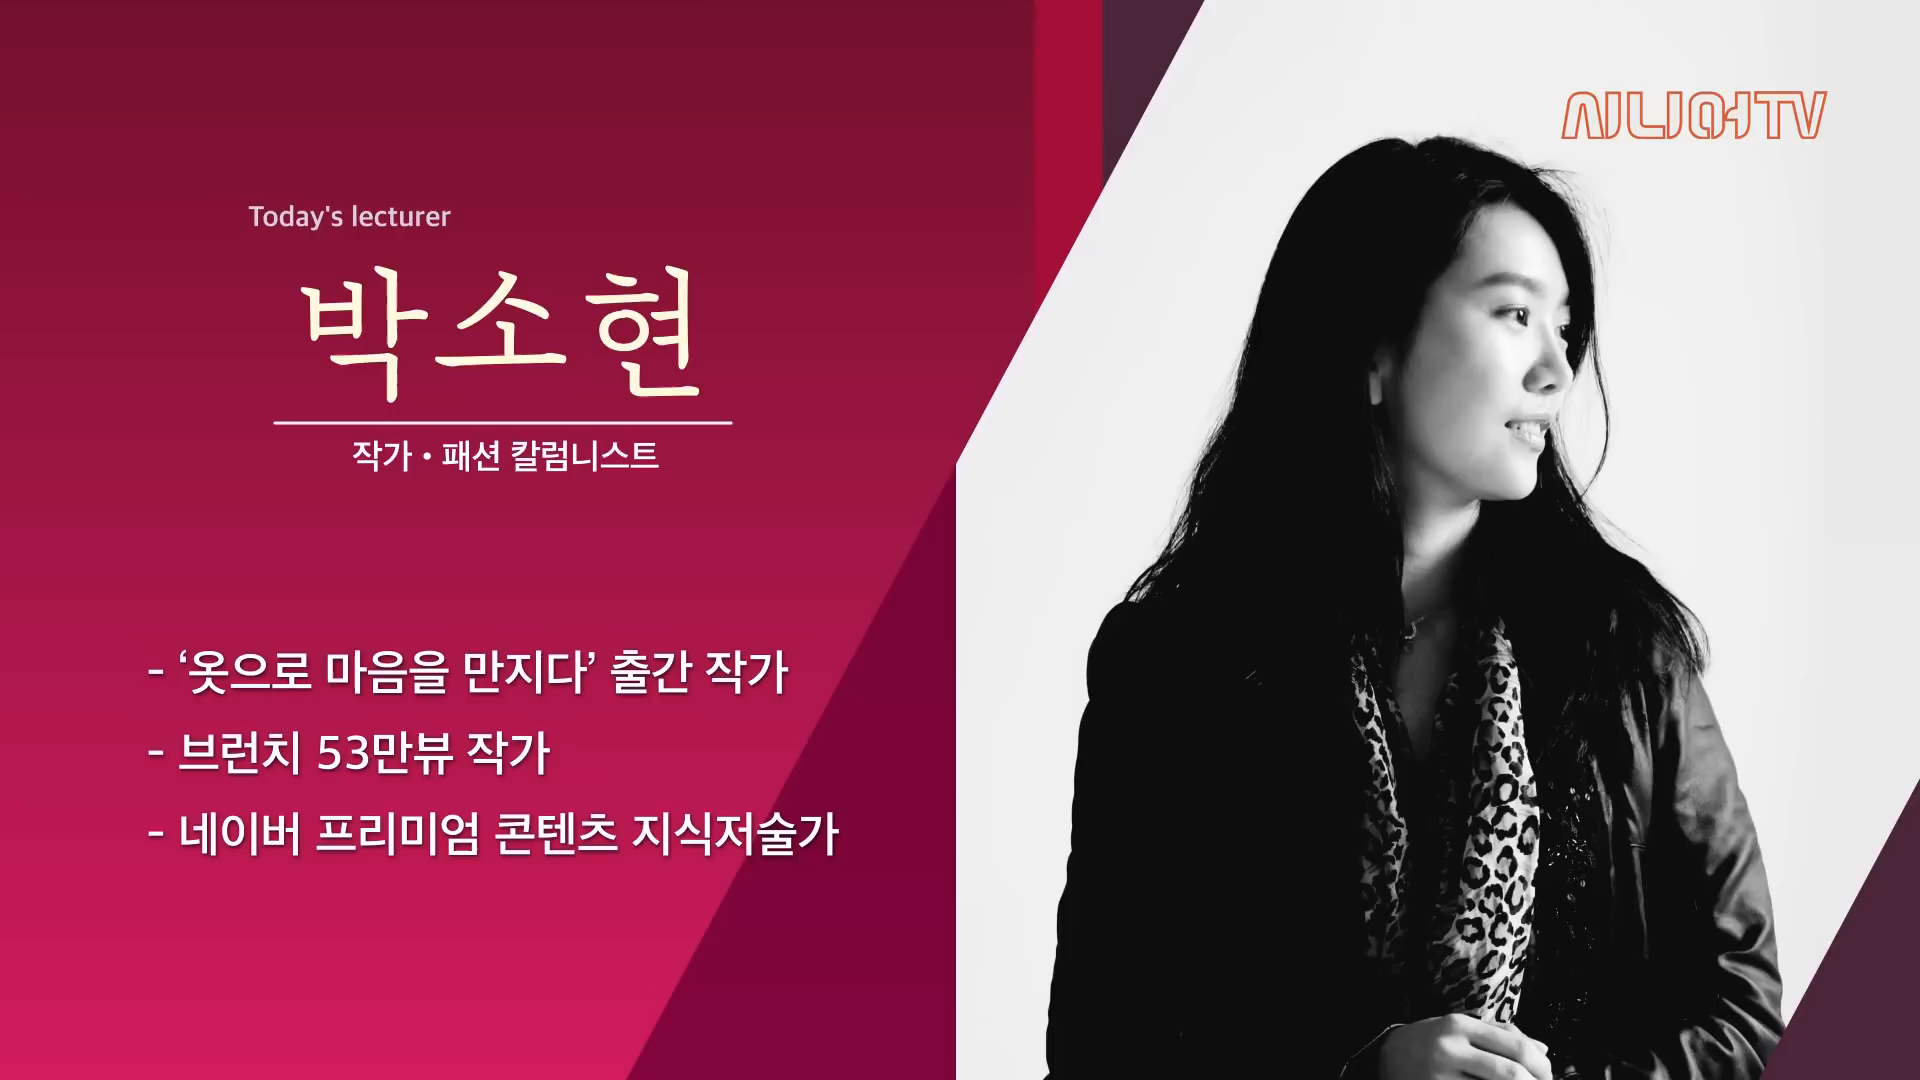 시니어TV
Today's lecturer
박소현
작가 • 패션 칼럼니스트
- ‘옷으로 마음을 만지다’ 출간 작가
- 브런치 53만뷰 작가
- 네이버 프리미엄 콘텐츠 지식저술가